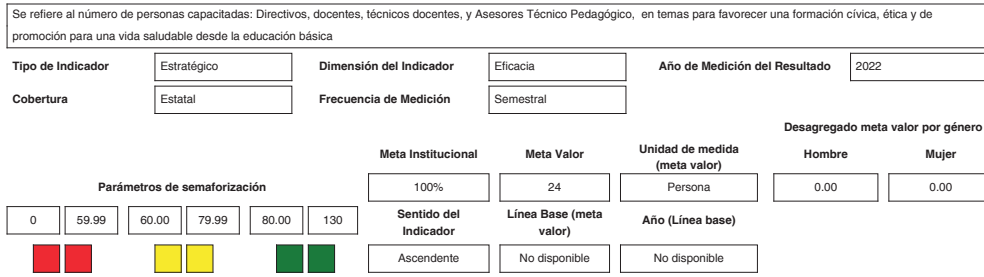 Se refiere al número de personas capacitadas: Directivos, docentes, técnicos docentes, y Asesores Técnico Pedagógico, en temas para favorecer una formación cívica, ética y de
promoción para una vida saludable desde la educación básica
Tipo de Indicador Estratégico Dimensión del Indicador Eficacia Año de Medición del Resultado 2022
Cobertura Estatal Frecuencia de Medición Semestral
Desagregado meta valor por género
Meta Institucional Meta Valor Unidad de medida (meta valor) Hombre Mujer
Parámetros de semaforización 100% 24 Persona 0.00 0.00
0 59.99 60.00 79.99 80.00 130 Sentido del Indicador Línea Base (meta valor) Año (Línea base)
Ascendente No disponible No disponible